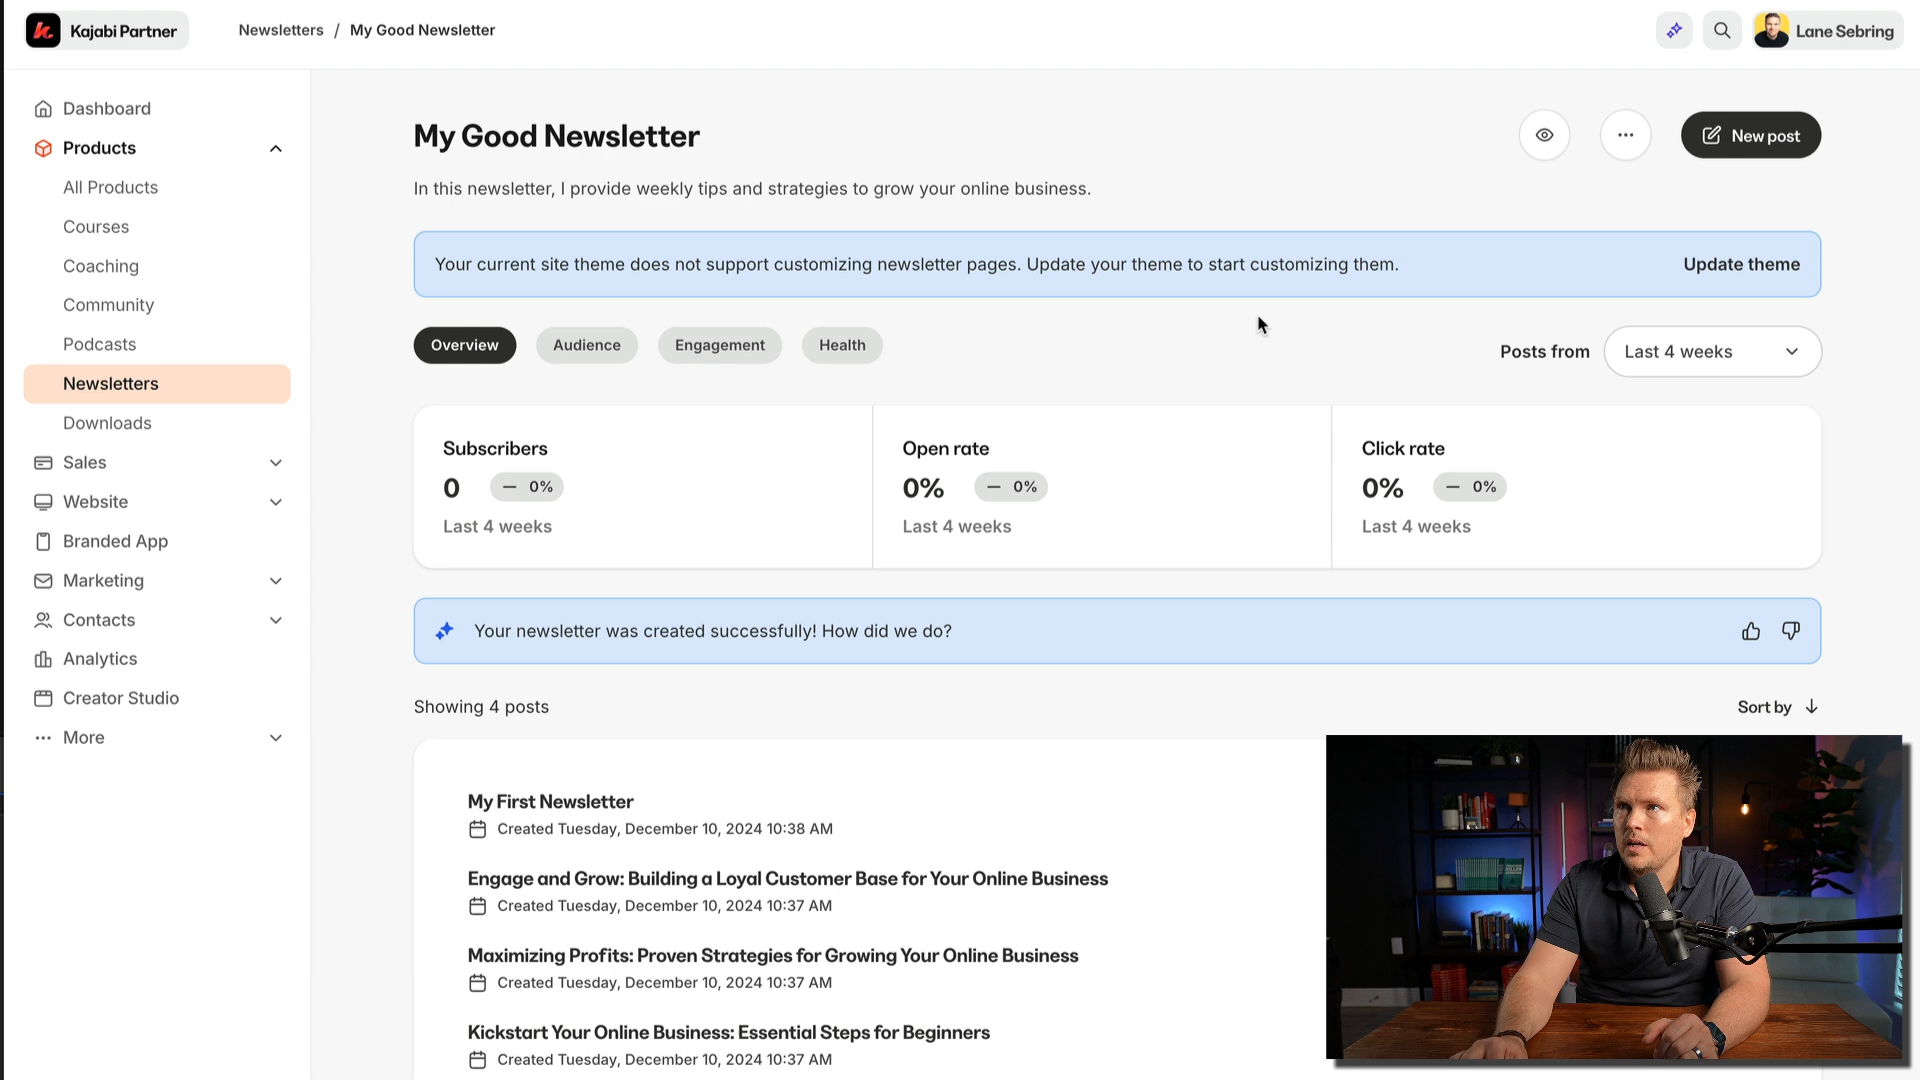 Kajabi Partner
Newsletters / My Good Newsletter
Lane Sebring
Dashboard
Products
All Products
Courses
Coaching
Community
Podcasts
Newsletters
Downloads
Sales
Website
Branded App
Marketing
Contacts
Analytics
Creator Studio
More
My Good Newsletter
New post
In this newsletter, I provide weekly tips and strategies to grow your online business.
Your current site theme does not support customizing newsletter pages. Update your theme to start customizing them.
Update theme
Overview
Audience
Engagement
Health
Posts from
Last 4 weeks
Subscribers
0
— 0%
Last 4 weeks
Open rate
0%
— 0%
Last 4 weeks
Click rate
0%
— 0%
Last 4 weeks
Your newsletter was created successfully! How did we do?
Showing 4 posts
Sort by
My First Newsletter
Created Tuesday, December 10, 2024 10:38 AM
Engage and Grow: Building a Loyal Customer Base for Your Online Business
Created Tuesday, December 10, 2024 10:37 AM
Maximizing Profits: Proven Strategies for Growing Your Online Business
Created Tuesday, December 10, 2024 10:37 AM
Kickstart Your Online Business: Essential Steps for Beginners
Created Tuesday, December 10, 2024 10:37 AM